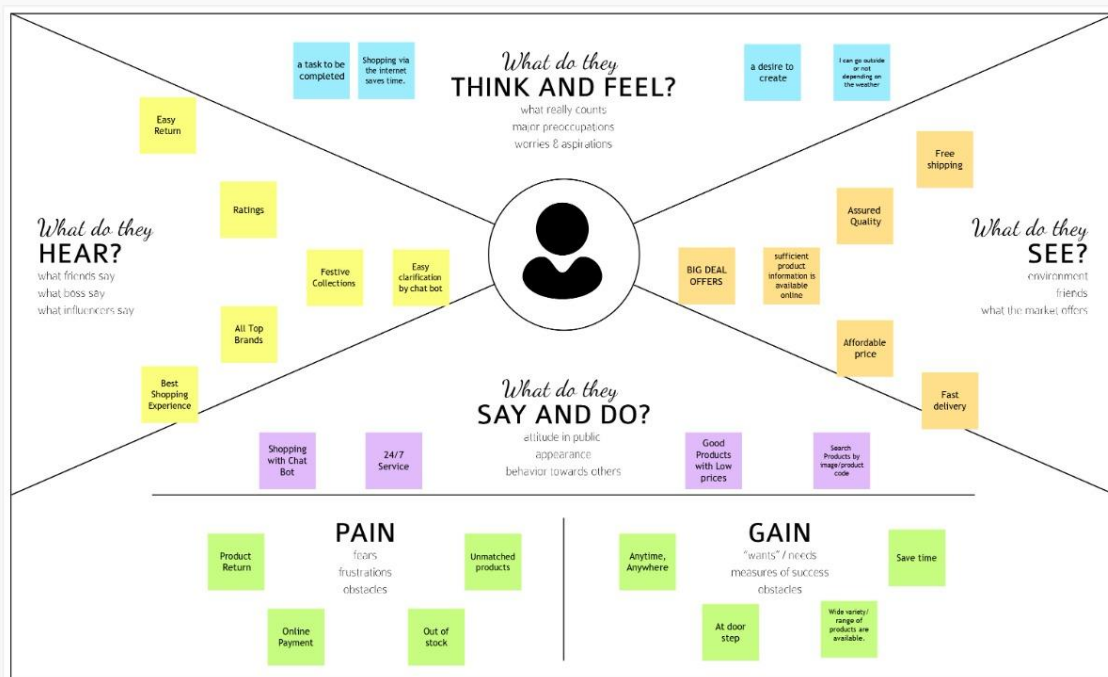 What do they
THINK AND FEEL?
what really counts
major preoccupations
worries & aspirations
a task to be
completed
Shopping via
the internet
saves time.
a desire to
create
I can go outside
or not
depending on
the weather
What do they
HEAR?
what friends say
what boss say
what influencers say
Easy
Return
Ratings
Festive
Collections
Easy
clarification
by chat bot
All Top
Brands
Best
Shopping
Experience
What do they
SEE?
environment
friends
what the market offers
Free
shipping
Assured
Quality
BIG DEAL
OFFERS
sufficient
product
information is
available
online
Affordable
price
Fast
delivery
What do they
SAY AND DO?
attitude in public
appearance
behavior towards others
Shopping
with Chat
Bot
24/7
Service
Good
Products
with Low
prices
Search
Products by
image/product
code
PAIN
fears
frustrations
obstacles
Product
Return
Unmatched
products
Online
Payment
Out of
stock
GAIN
"wants" / needs
measures of success
obstacles
Anytime,
Anywhere
Save time
At door
step
Wide variety/
range of
products are
available.